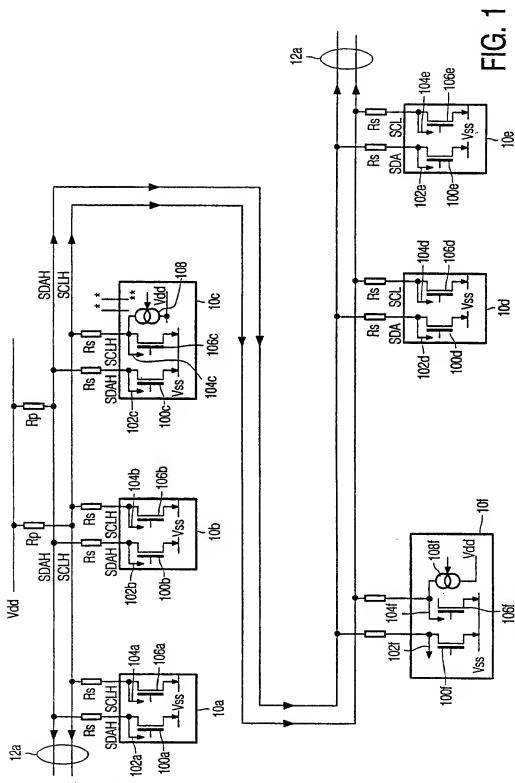 FIG. 1
Vdd
Rp
Rp
SDAH
SCLH
SDAH
SCLH
12a
Rs
Rs
SDAH
SCLH
102a
104a
100a
106a
Vss
10a
Rs
Rs
SDAH
SCLH
102b
104b
100b
106b
Vss
10b
Rs
Rs
SDAH
SCLH
* *
**
108
Vdd
102c
100c
106c
104c
Vss
10c
12a
102f
104f
108f
Vdd
100f
106f
Vss
10f
Rs
Rs
SDA
SCL
102d
104d
100d
106d
Vss
10d
Rs
Rs
SDA
SCL
102e
104e
100e
106e
Vss
10e